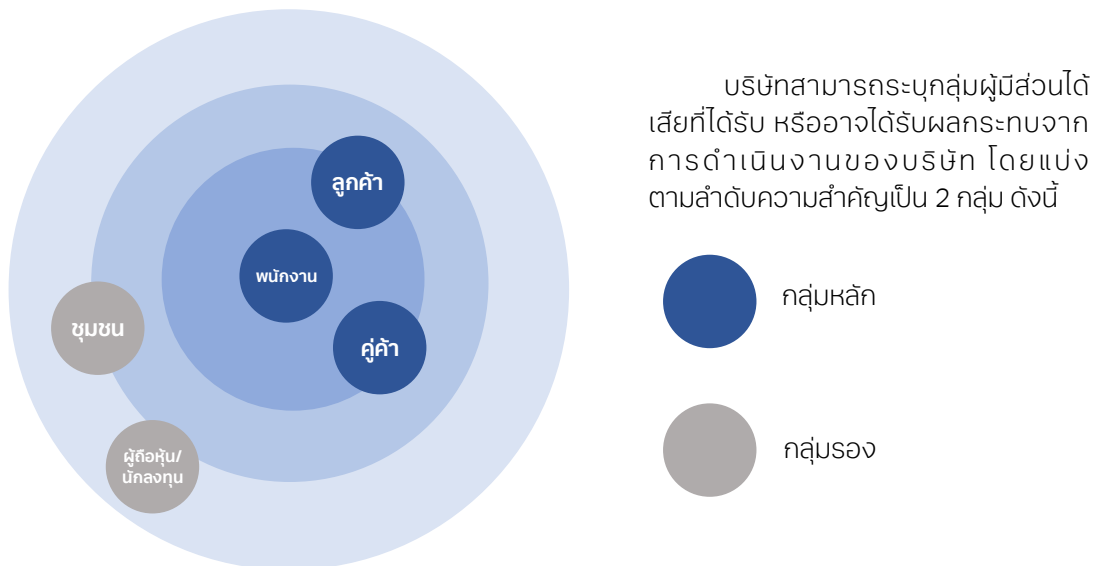 บริษัทสามารถระบุกลุ่มผู้มีส่วนได้
เสียที่ได้รับ หรืออาจได้รับผลกระทบจาก
การดำเนินงานของบริษัท โดยแบ่ง
ตามลำดับความสำคัญเป็น 2 กลุ่ม ดังนี้
ลูกค้า
พนักงาน
คู่ค้า
ชุมชน
ผู้ถือหุ้น/
นักลงทุน
กลุ่มหลัก
กลุ่มรอง